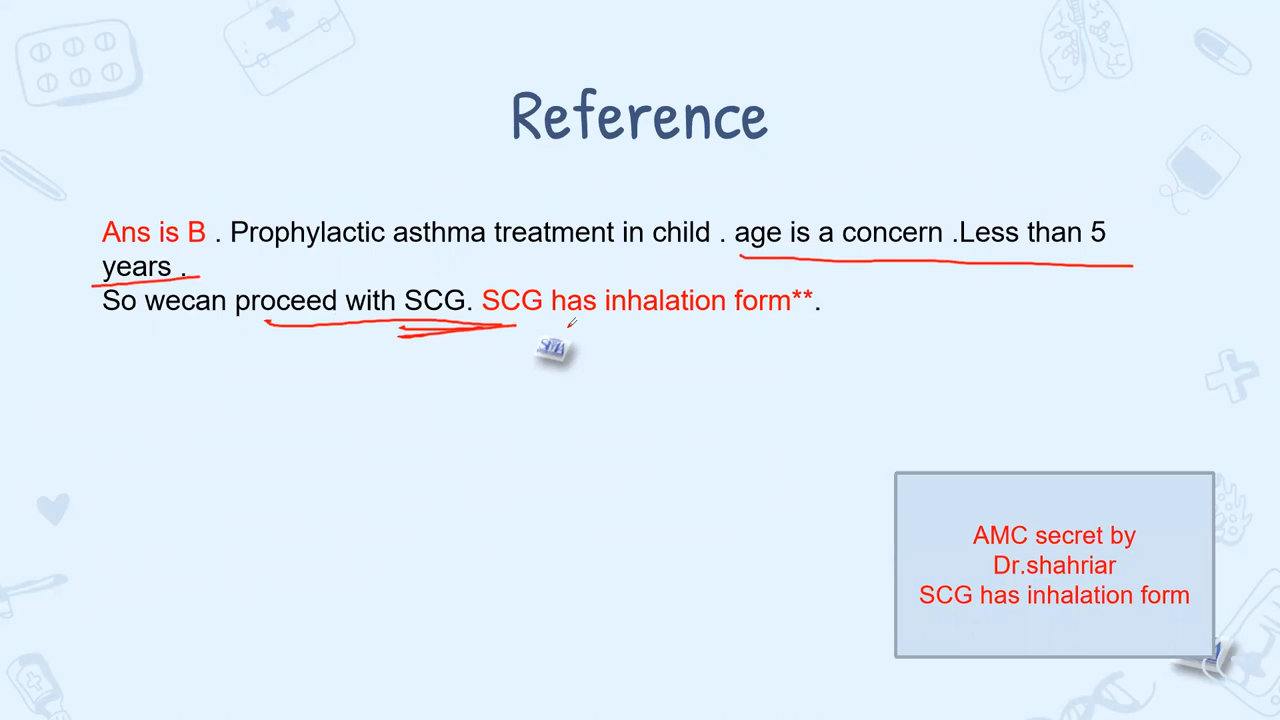 Reference
Ans is B . Prophylactic asthma treatment in child . age is a concern .Less than 5
years .
So wecan proceed with SCG. SCG has inhalation form**.
AMC secret by
Dr.shahriar
SCG has inhalation form